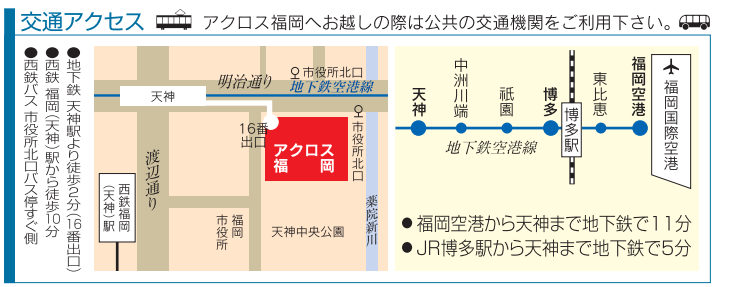 交通アクセス
アクロス福岡へお越しの際は公共の交通機関をご利用下さい。
●地下鉄 天神駅より徒歩2分(16番出口)
●西鉄 福岡(天神)駅から徒歩10分
●西鉄バス 市役所北口バス停すぐ側
明治通り
市役所北口
地下鉄空港線
天神
16番
出口
市役所北口
アクロス
福岡
渡辺通り
西鉄福岡
(天神)駅
福岡
市役所
天神中央公園
薬院新川
天神
中洲川端
祇園
博多
博多駅
東比恵
福岡空港
福岡国際空港
地下鉄空港線
●福岡空港から天神まで地下鉄で11分
●JR博多駅から天神まで地下鉄で5分